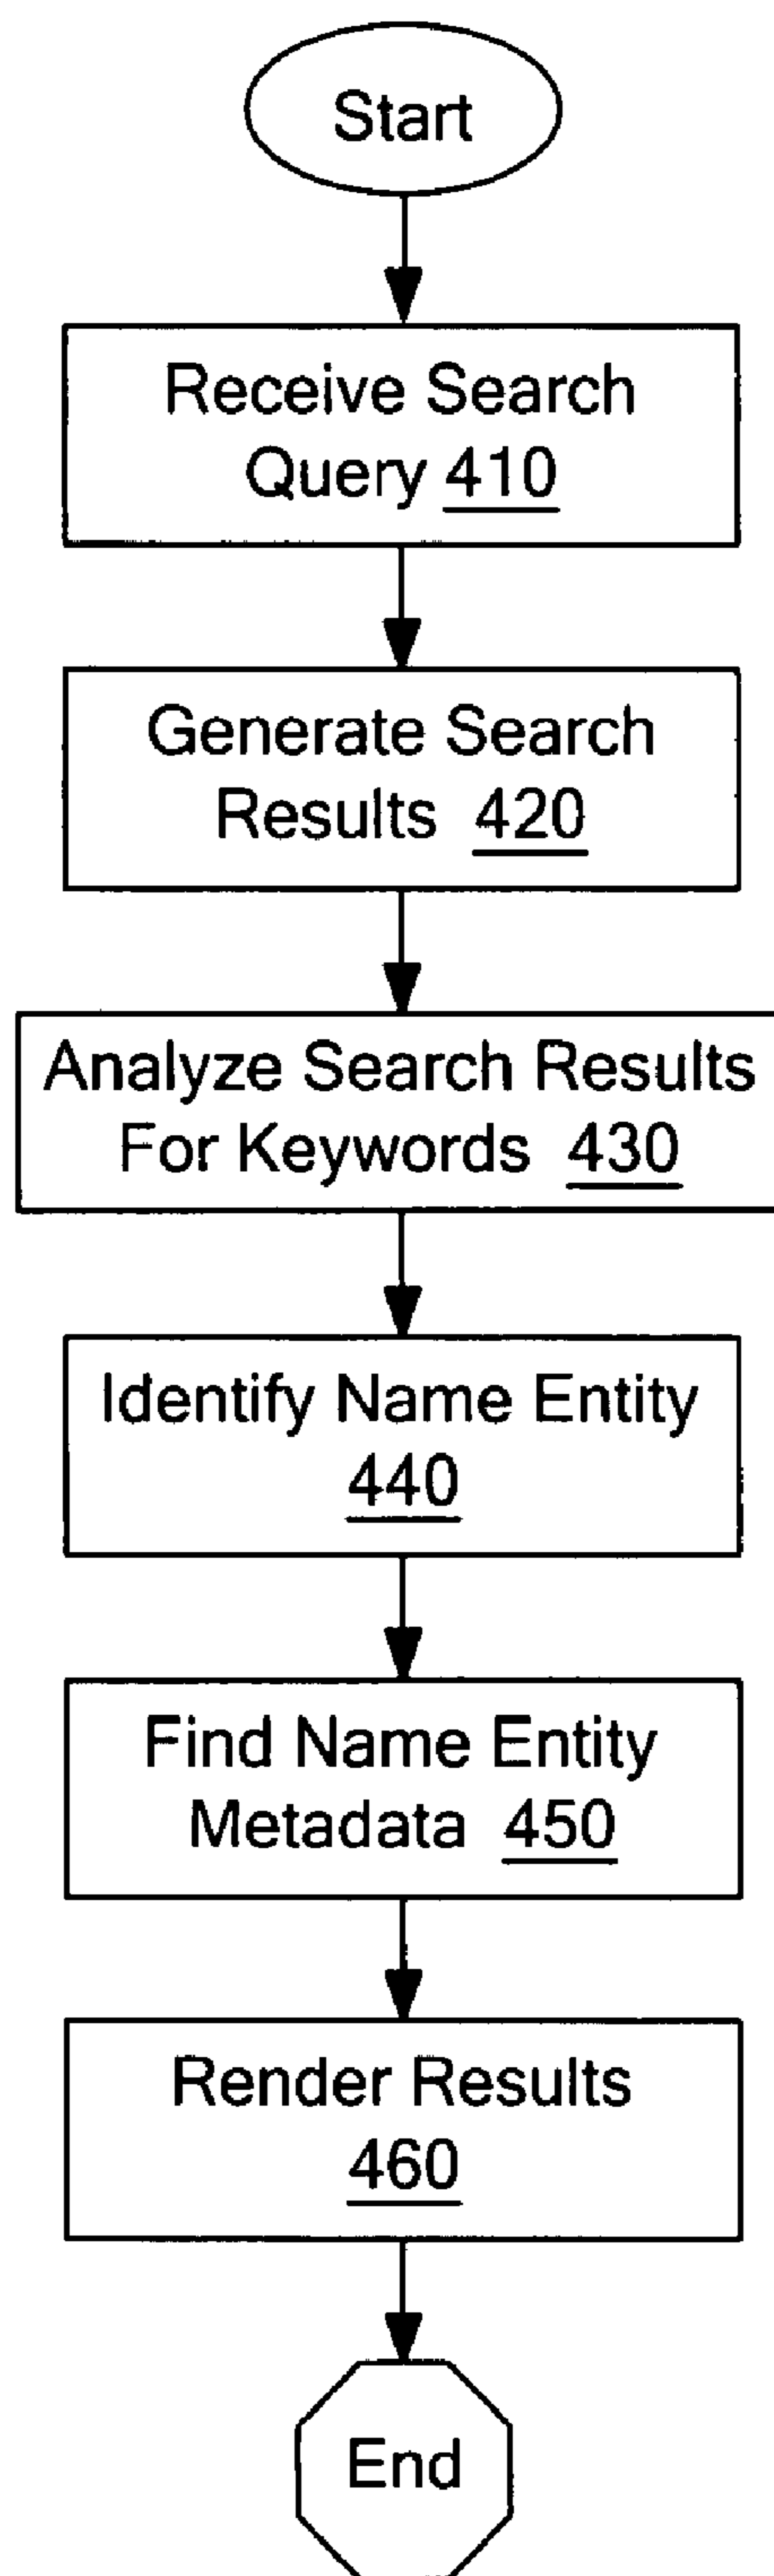 Start
Receive Search
Query 410
Generate Search
Results 420
Analyze Search Results
For Keywords 430
Identify Name Entity
440
Find Name Entity
Metadata 450
Render Results
460
End